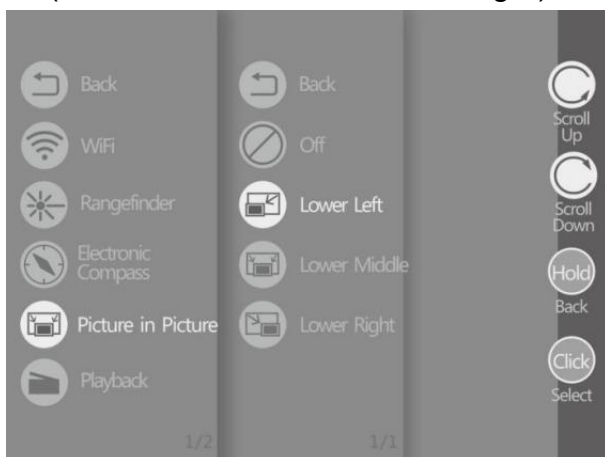 Back
WiFi
Rangefinder
Electronic
Compass
Picture in Picture
Playback
1/2
Back
Off
Lower Left
Lower Middle
Lower Right
1/1
Scroll
Up
Scroll
Down
Hold
Back
Click
Select